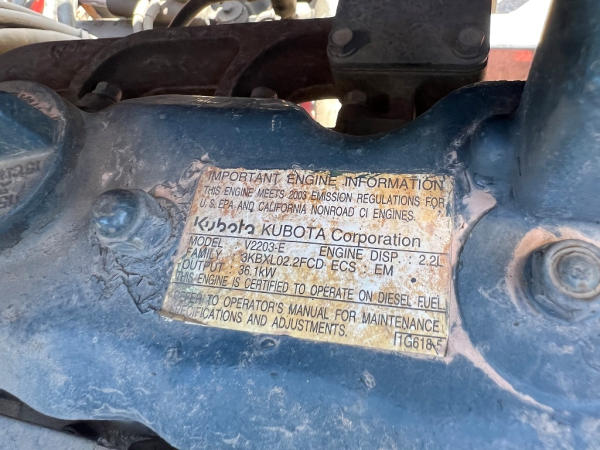 IMPORTANT ENGINE INFORMATION
THIS ENGINE MEETS 2003 EMISSION REGULATIONS FOR
U.S. EPA AND CALIFORNIA NONROAD CI ENGINES.
Kubota KUBOTA Corporation
MODEL : V2203-E ENGINE DISP. : 2.2L
FAMILY : 3KBXL02.2FCD ECS : EM
OUTPUT : 36.1kW
THIS ENGINE IS CERTIFIED TO OPERATE ON DIESEL FUEL
REFER TO OPERATOR'S MANUAL FOR MAINTENANCE
SPECIFICATIONS AND ADJUSTMENTS.